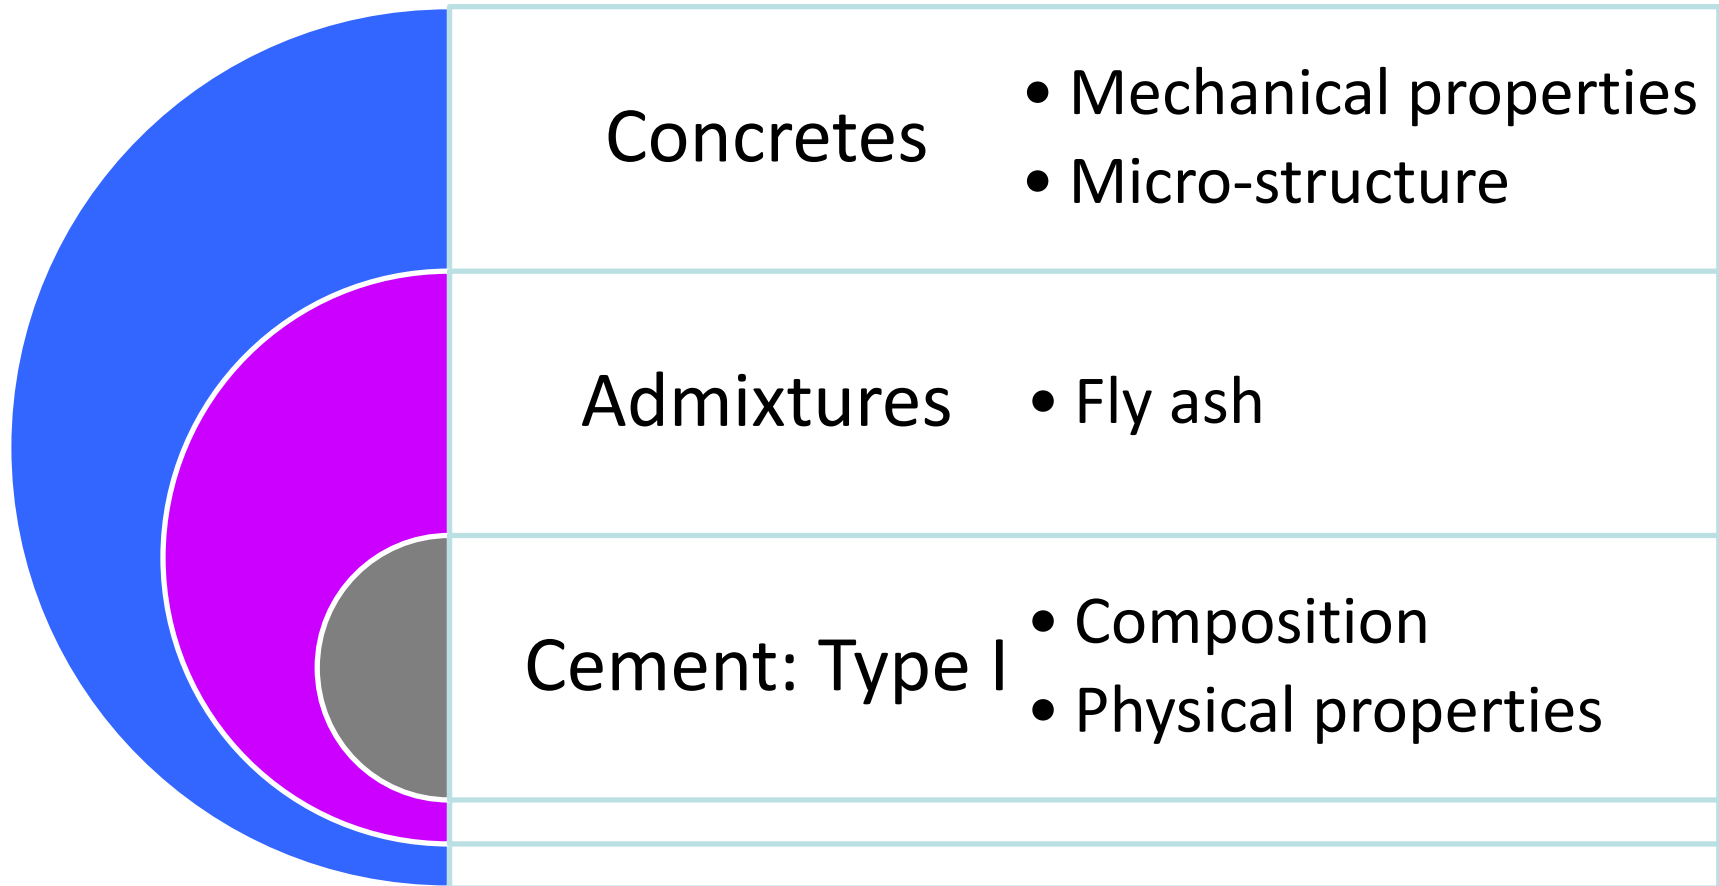 Concretes
• Mechanical properties
• Micro-structure
Admixtures
• Fly ash
Cement: Type I
• Composition
• Physical properties